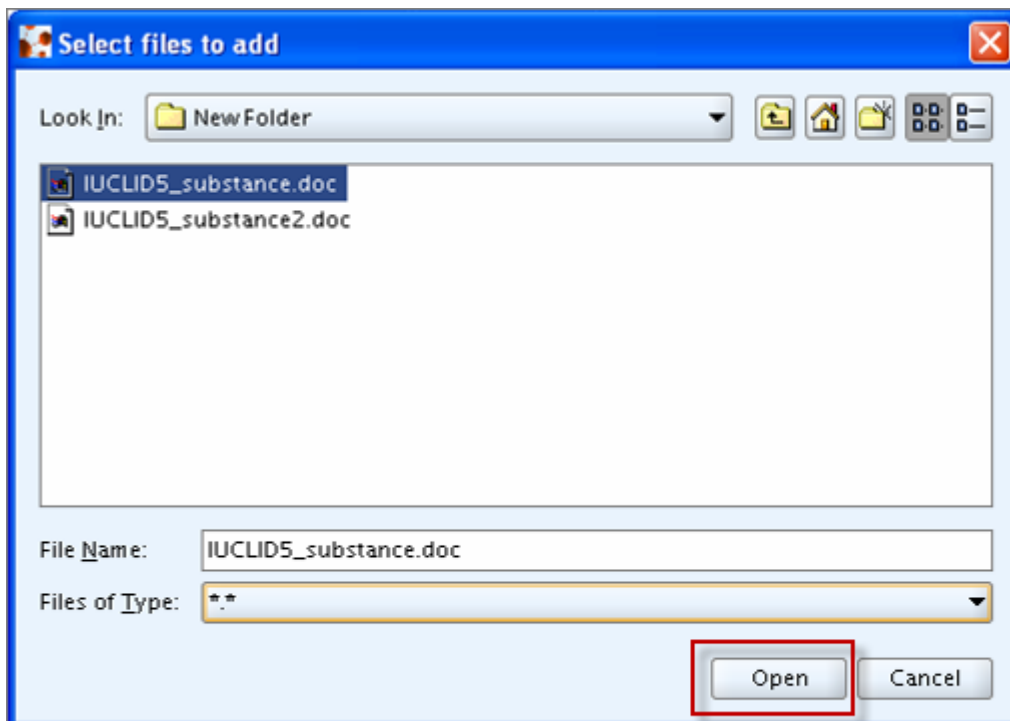 Select files to add
Look In: New Folder
IUCLID5_substance.doc
IUCLID5_substance2.doc
File Name: IUCLID5_substance.doc
Files of Type: *.*
Open Cancel